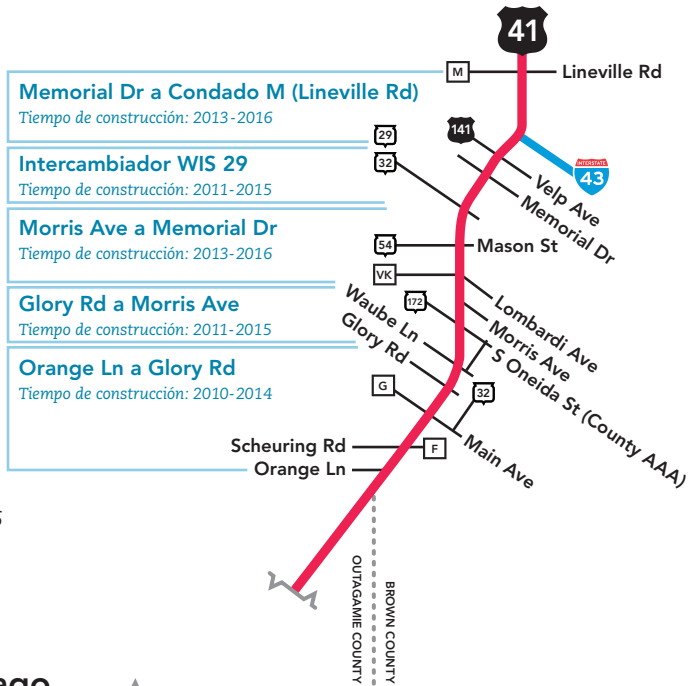 41
M
Lineville Rd
Memorial Dr a Condado M (Lineville Rd)
Tiempo de construcción: 2013-2016
29
141
INTERSTATE
43
Intercambiador WIS 29
Tiempo de construcción: 2011-2015
32
Velp Ave
Memorial Dr
Morris Ave a Memorial Dr
Tiempo de construcción: 2013-2016
54
Mason St
VK
Lombardi Ave
Glory Rd a Morris Ave
Tiempo de construcción: 2011-2015
172
Waube Ln
Morris Ave
Glory Rd
S Oneida St (County AAA)
Orange Ln a Glory Rd
Tiempo de construcción: 2010-2014
G
32
Main Ave
Scheuring Rd
F
Orange Ln
OUTAGAMIE COUNTY
BROWN COUNTY